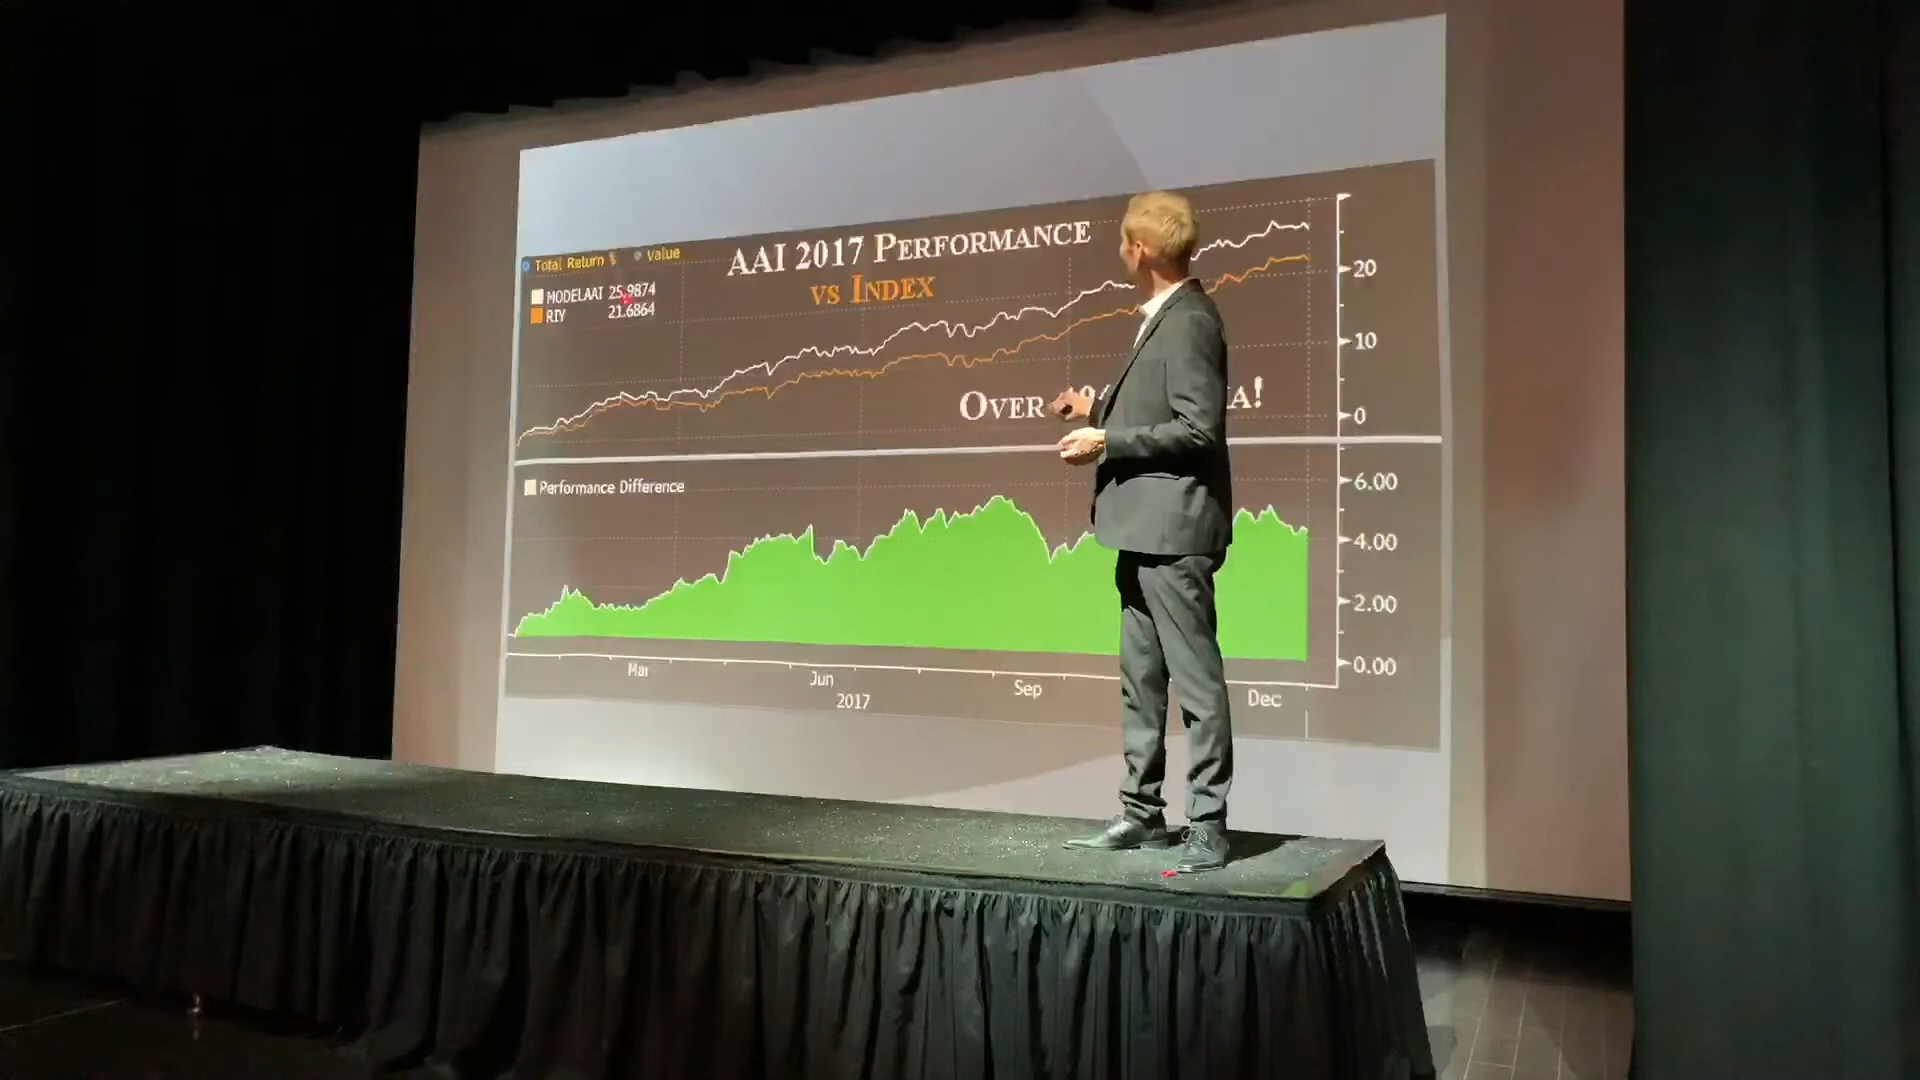 AAI 2017 PERFORMANCE
VS INDEX
Total Return % Value
MODELAAI 25.9874
RIY 21.6864
20
10
0
OVER
Performance Difference
6.00
4.00
2.00
0.00
Mar Jun Sep Dec
2017